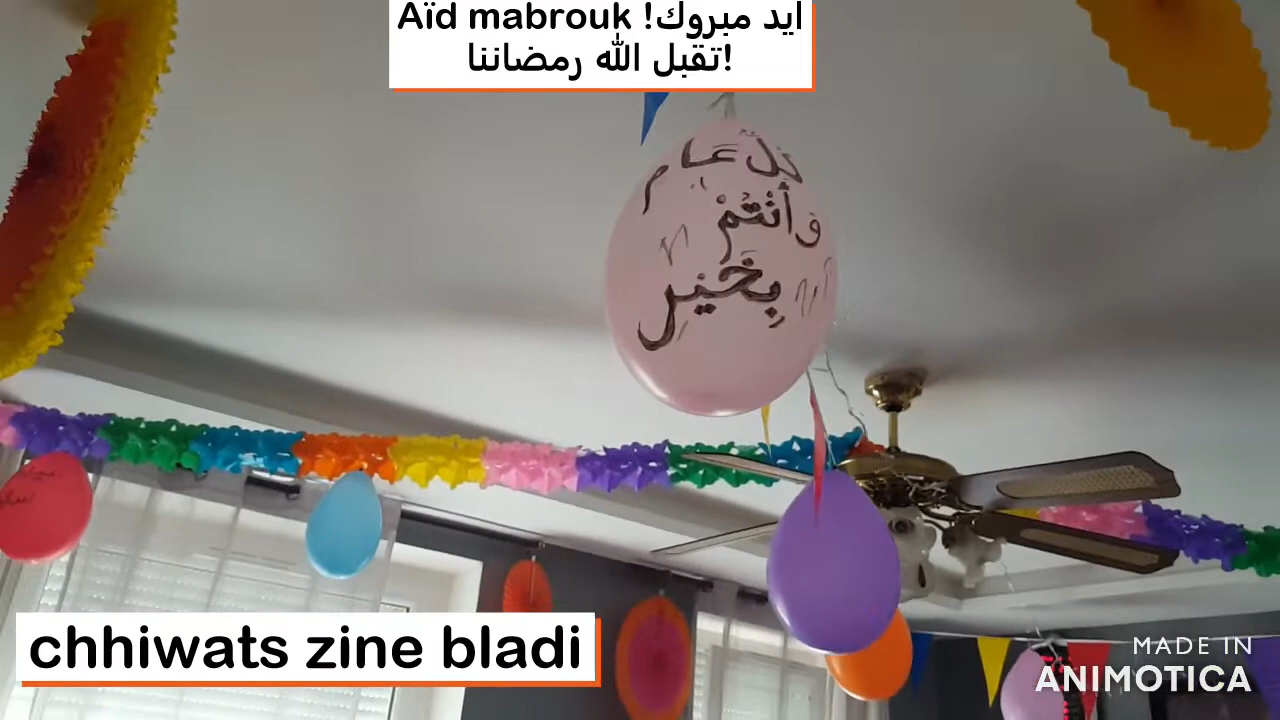 Aïd mabrouk !ايد مبروك
تقبل الله رمضاننا!
كل عام
وأنتم
بخير
chhiwats zine bladi
MADE IN
ANIMOTICA